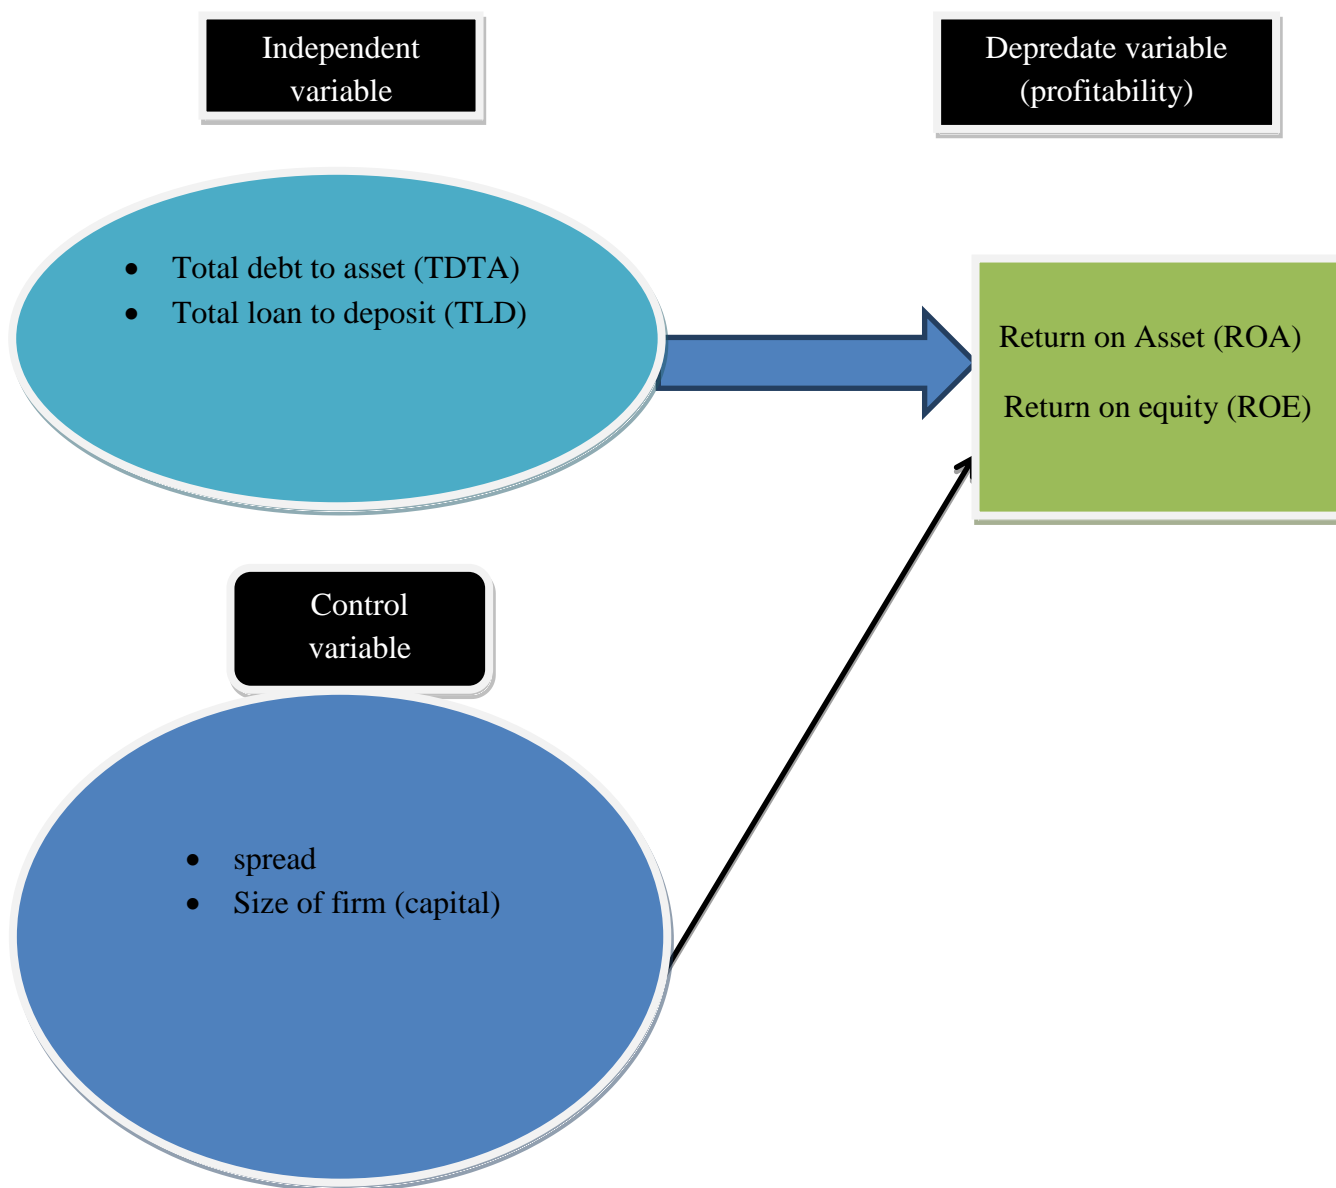 Independent
variable
Depredate variable
(profitability)
• Total debt to asset (TDTA)
• Total loan to deposit (TLD)
Return on Asset (ROA)
Return on equity (ROE)
Control
variable
• spread
• Size of firm (capital)